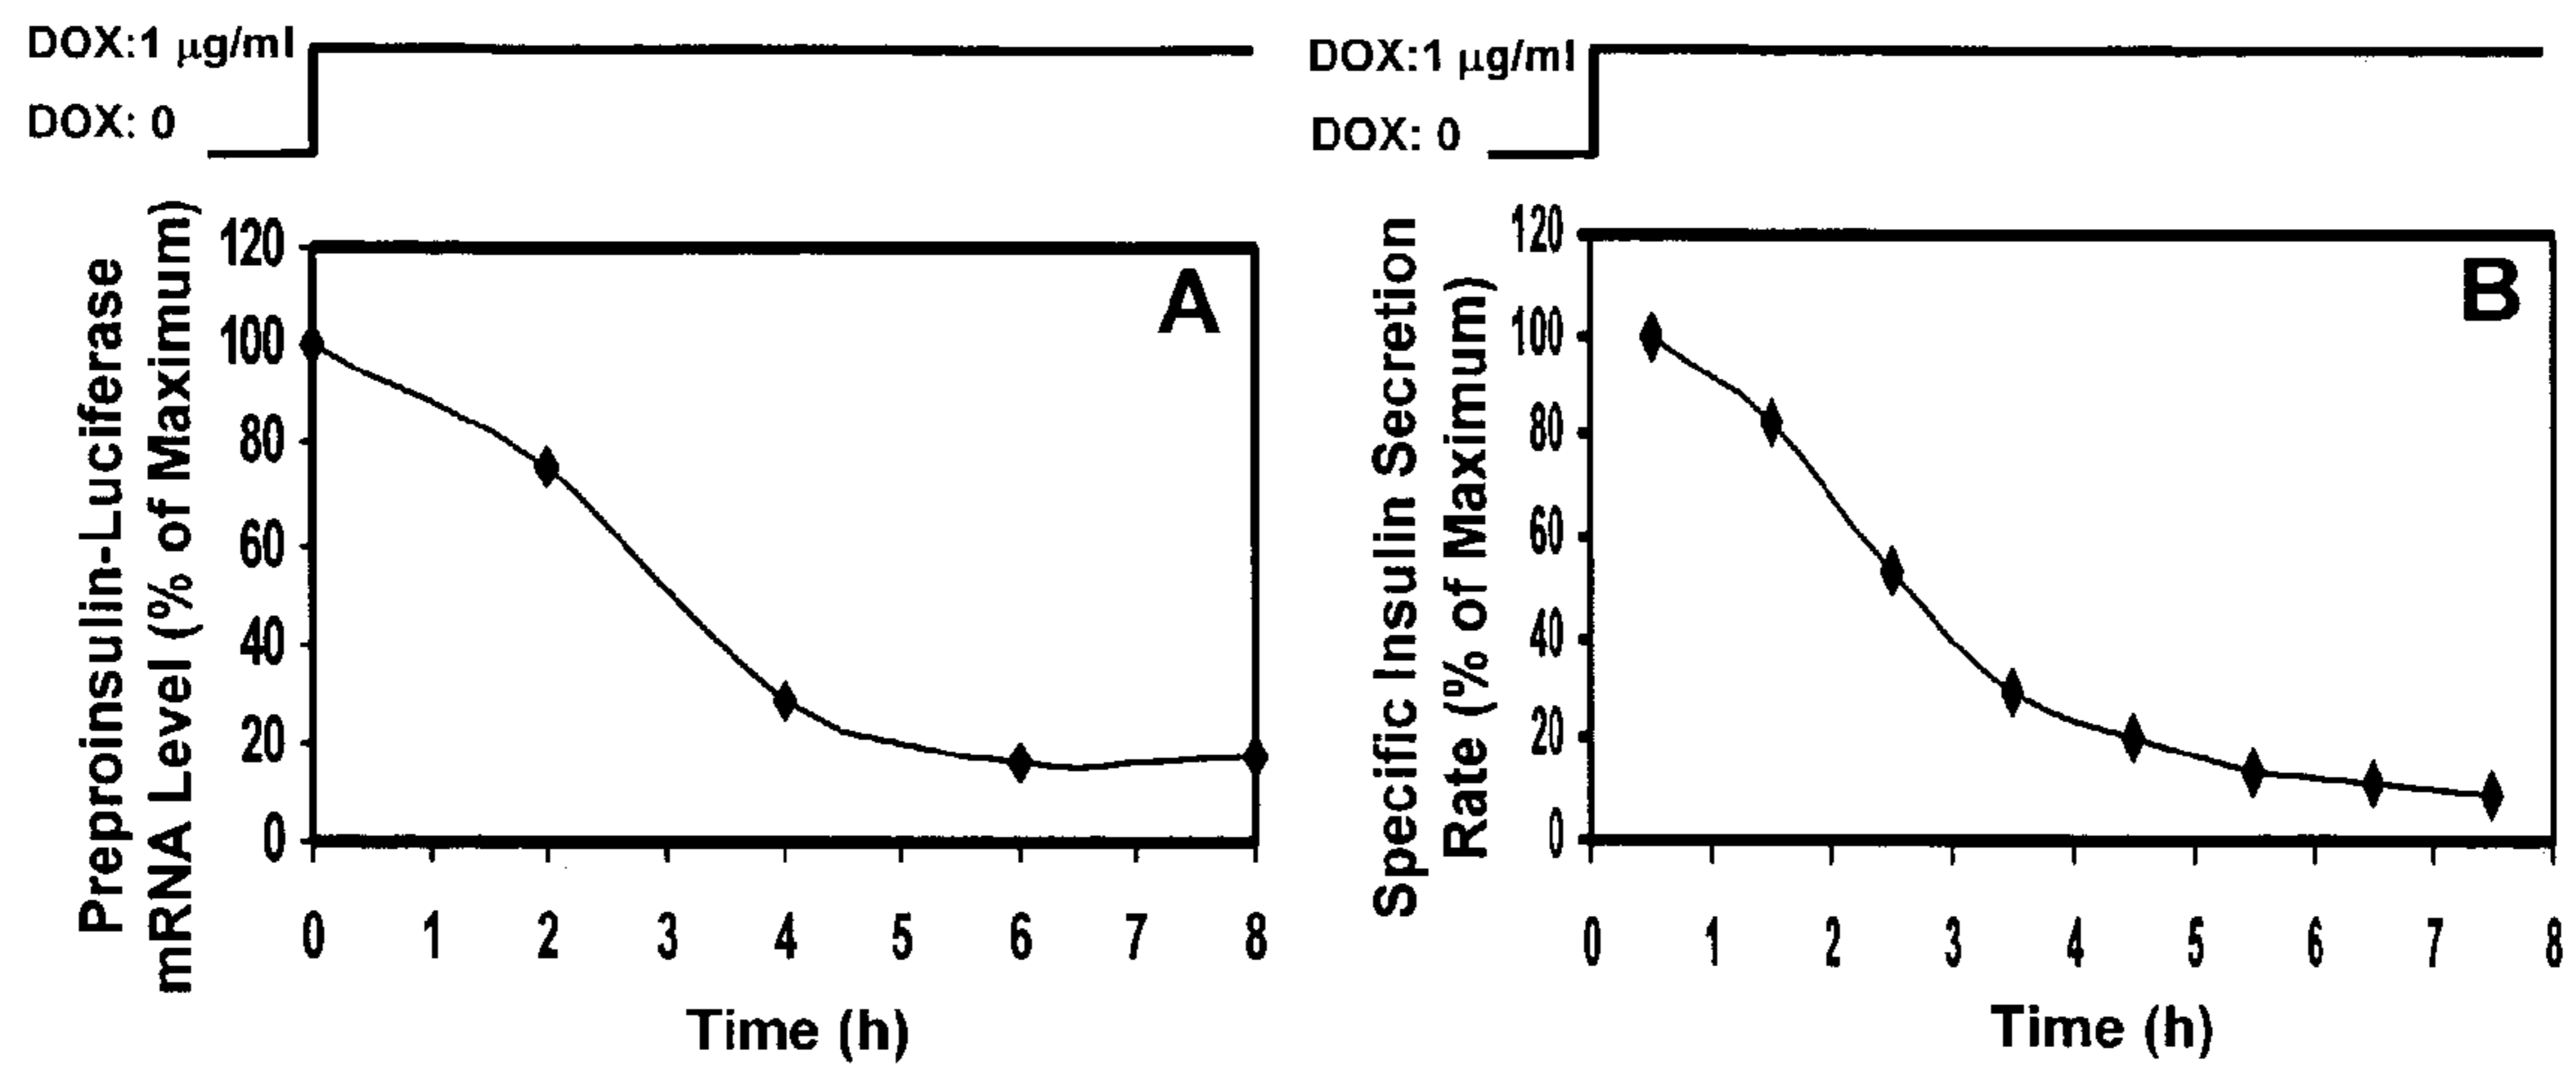 DOX:1 µg/ml
DOX: 0
A
Preproinsulin-Luciferase
mRNA Level (% of Maximum)
120
100
80
60
40
20
0
0 1 2 3 4 5 6 7 8
Time (h)
DOX:1 µg/ml
DOX: 0
B
Specific Insulin Secretion
Rate (% of Maximum)
120
100
80
60
40
20
0
0 1 2 3 4 5 6 7 8
Time (h)